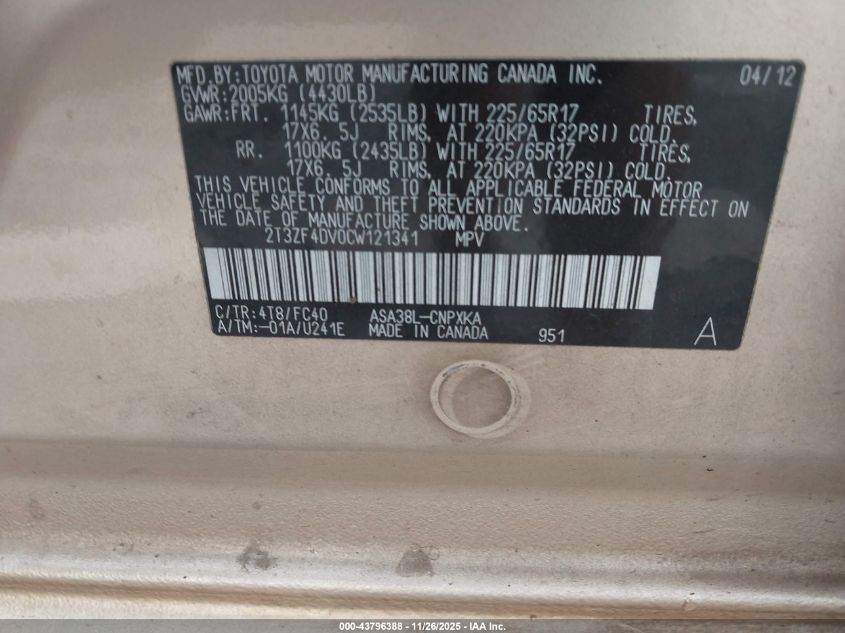 MFD.BY:TOYOTA MOTOR MANUFACTURING CANADA INC. 04/12
GVWR:2005KG (4430LB)
GAWR:FRT. 1145KG (2535LB) WITH 225/65R17 TIRES,
17X6. 5J RIMS, AT 220KPA (32PSI) COLD.
RR. 1100KG (2435LB) WITH 225/65R17 TIRES,
17X6. 5J RIMS, AT 220KPA (32PSI) COLD.
THIS VEHICLE CONFORMS TO ALL APPLICABLE FEDERAL MOTOR
VEHICLE SAFETY AND THEFT PREVENTION STANDARDS IN EFFECT ON
THE DATE OF MANUFACTURE SHOWN ABOVE.
2T3ZF4DV0CW121341 MPV
C/TR:4T8/FC40 ASA38L-CNPXKA
A/TM:-01A/U241E MADE IN CANADA 951 A
000-43796388 - 11/26/2025 - IAA Inc.